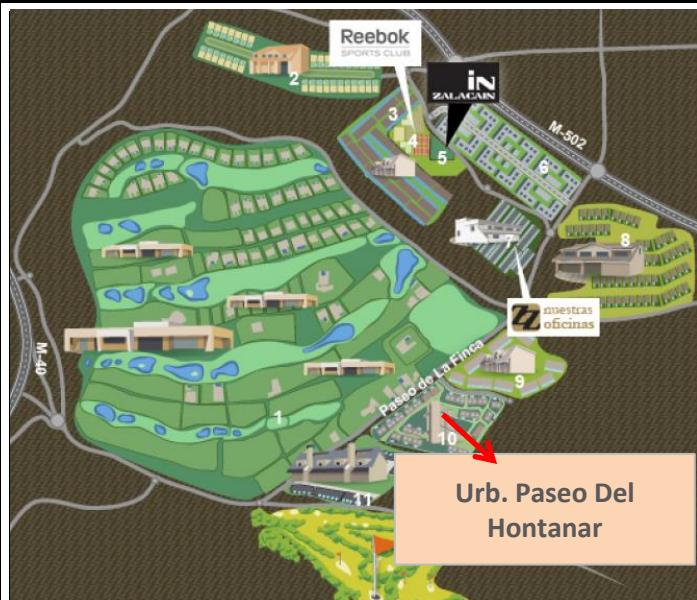 Reebok
SPORTS CLUB
2
in
ZALACAIN
3
4
5
M-502
6
7
8
nuestras
oficinas
M-40
Paseo de La Finca
9
1
10
11
Urb. Paseo Del
Hontanar